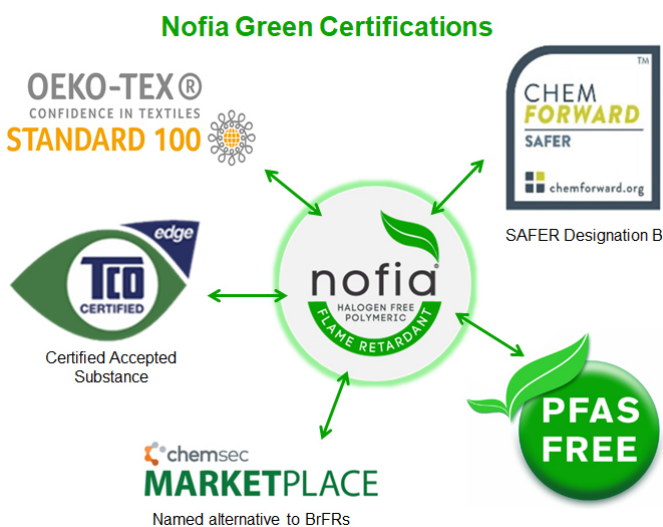 Nofia Green Certifications
OEKO-TEX®
CONFIDENCE IN TEXTILES
STANDARD 100
TM
CHEM
FORWARD
SAFER
chemforward.org
SAFER Designation B
edge
TCO
CERTIFIED
Certified Accepted
Substance
nofia®
HALOGEN FREE
POLYMERIC
FLAME RETARDANT
PFAS
FREE
chemsec
MARKETPLACE
Named alternative to BrFRs